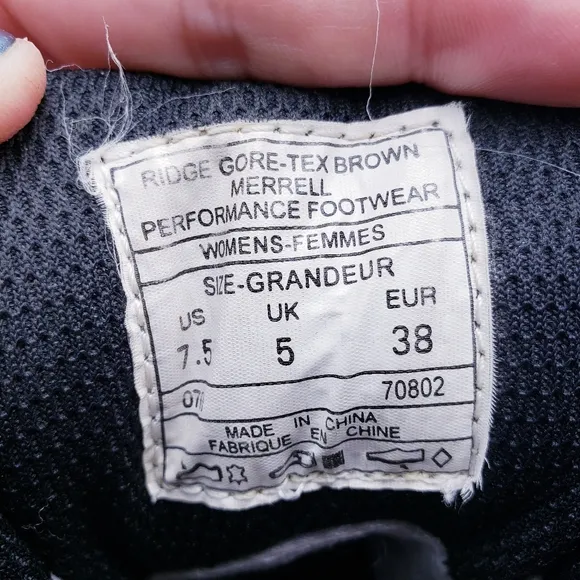 RIDGE GORE-TEX BROWN
MERRELL
PERFORMANCE FOOTWEAR
WOMENS-FEMMES
SIZE-GRANDEUR
US UK EUR
7.5 5 38
70802
MADE IN CHINA
FABRIQUE EN CHINE